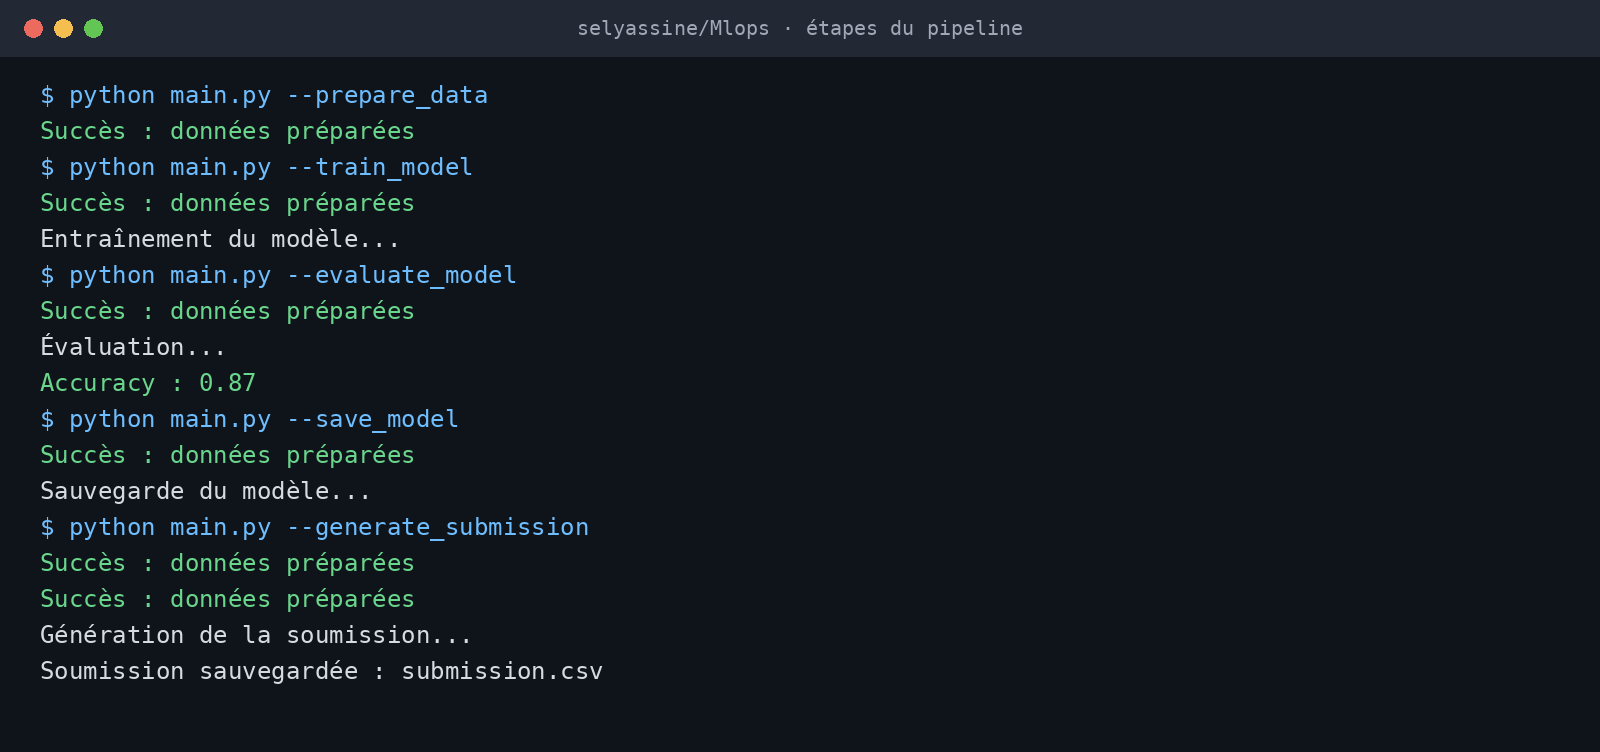 selyassine/Mlops · étapes du pipeline
$ python main.py --prepare_data
Succès : données préparées
$ python main.py --train_model
Succès : données préparées
Entraînement du modèle...
$ python main.py --evaluate_model
Succès : données préparées
Évaluation...
Accuracy : 0.87
$ python main.py --save_model
Succès : données préparées
Sauvegarde du modèle...
$ python main.py --generate_submission
Succès : données préparées
Succès : données préparées
Génération de la soumission...
Soumission sauvegardée : submission.csv